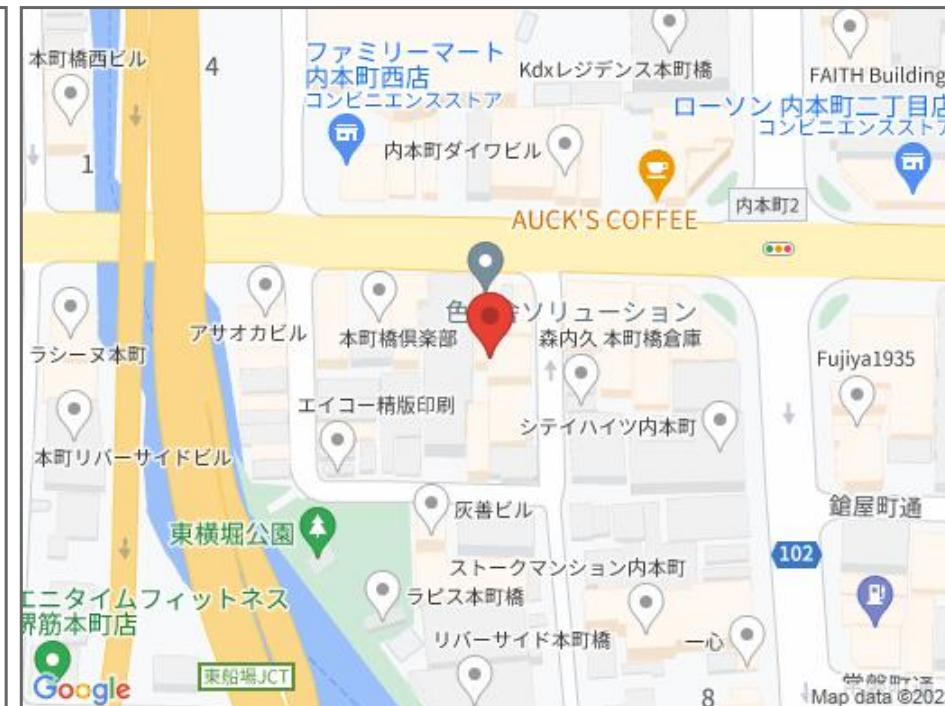 本町橋西ビル
4
ファミリーマート
内本町西店
コンビニエンスストア
Kdxレジデンス本町橋
FAITH Building
ローソン 内本町二丁目店
コンビニエンススト
1
内本町ダイワビル
AUCK'S COFFEE
内本町2
アサオカビル
本町橋倶楽部
ソリューション
森内久 本町橋倉庫
ラシーヌ本町
Fujiya1935
エイコー精版印刷
シテイハイツ内本町
本町リバーサイドビル
東横堀公園
灰善ビル
鎗屋町通
102
ストークマンション内本町
ラピス本町橋
エニタイムフィットネス
堺筋本町店
リバーサイド本町橋
一心
東船場JCT
Google
8
常盤町通
Map data ©202